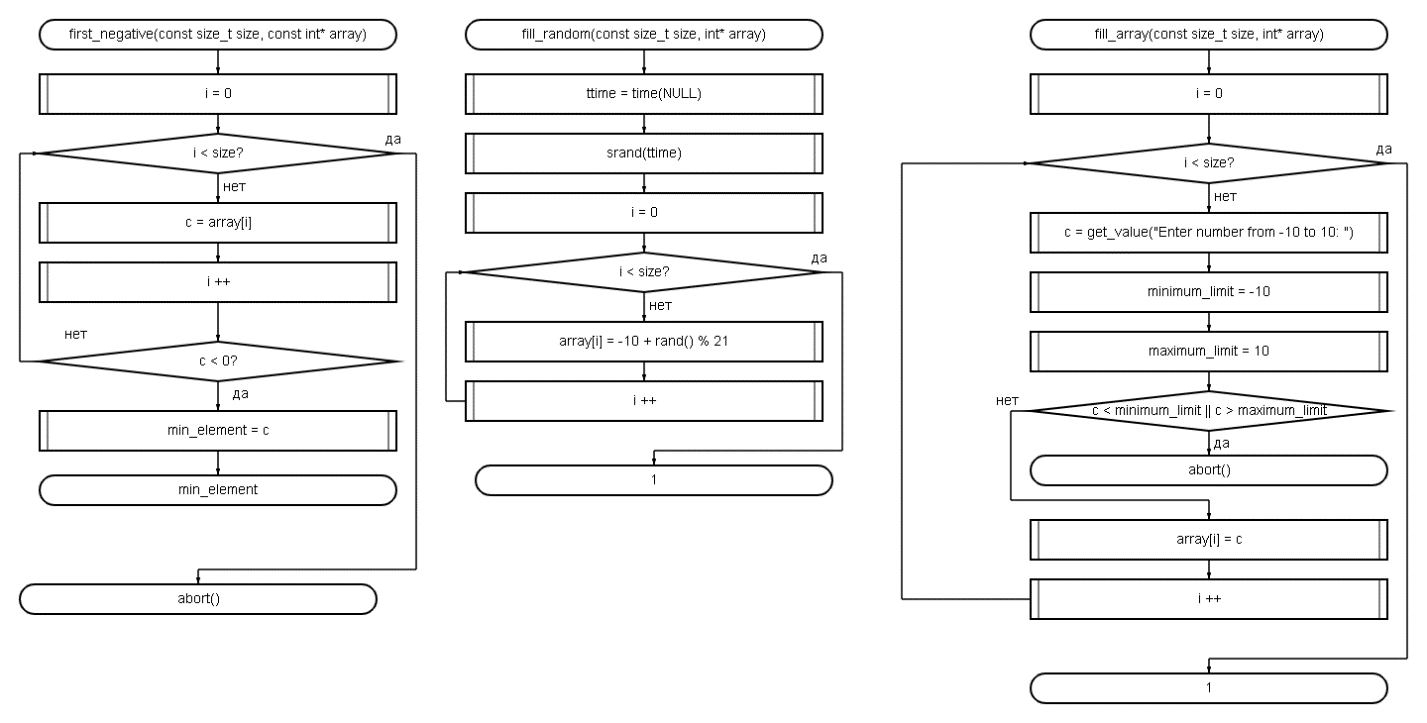 first_negative(const size_t size, const int* array)
i = 0
да
i < size?
нет
c = array[i]
i ++
нет
c < 0?
да
min_element = c
min_element
abort()
fill_random(const size_t size, int* array)
ttime = time(NULL)
srand(ttime)
i = 0
да
i < size?
нет
array[i] = -10 + rand() % 21
i ++
1
fill_array(const size_t size, int* array)
i = 0
да
i < size?
нет
c = get_value("Enter number from -10 to 10: ")
minimum_limit = -10
maximum_limit = 10
нет
c < minimum_limit || c > maximum_limit
да
abort()
array[i] = c
i ++
1